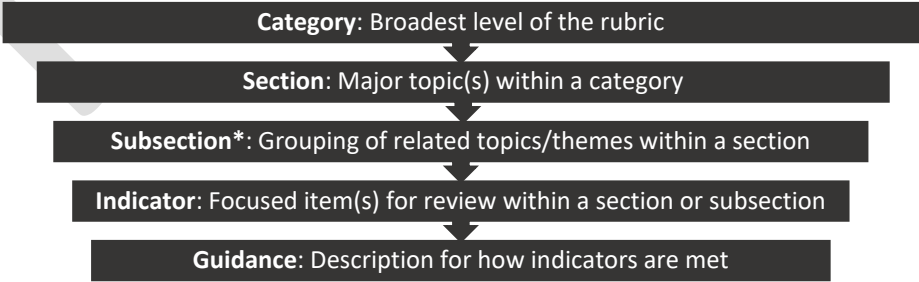 Category: Broadest level of the rubric
Section: Major topic(s) within a category
Subsection*: Grouping of related topics/themes within a section
Indicator: Focused item(s) for review within a section or subsection
Guidance: Description for how indicators are met